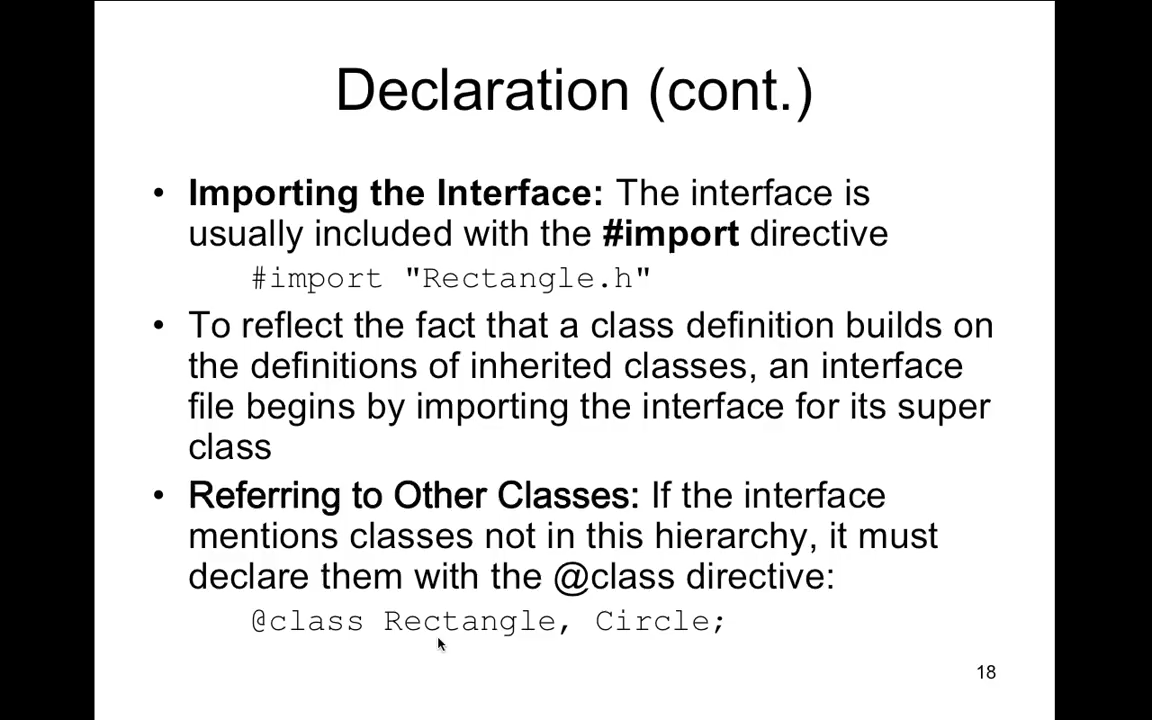 Declaration (cont.)
• Importing the Interface: The interface is
usually included with the #import directive
#import "Rectangle.h"
• To reflect the fact that a class definition builds on
the definitions of inherited classes, an interface
file begins by importing the interface for its super
class
• Referring to Other Classes: If the interface
mentions classes not in this hierarchy, it must
declare them with the @class directive:
@class Rectangle, Circle;
18